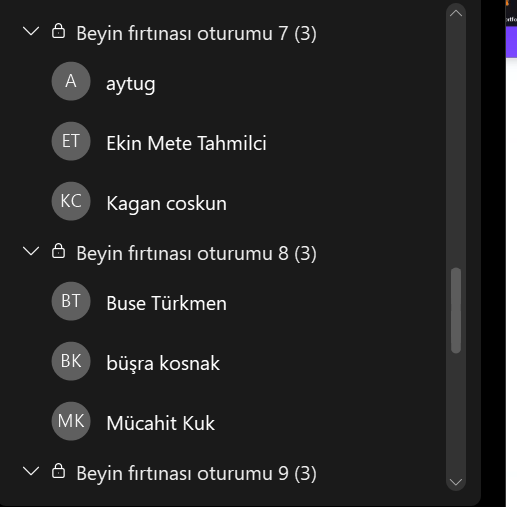 Beyin fırtınası oturumu 7 (3)
A aytug
ET Ekin Mete Tahmilci
KC Kagan coskun
Beyin fırtınası oturumu 8 (3)
BT Buse Türkmen
BK büşra kosnak
MK Mücahit Kuk
Beyin fırtınası oturumu 9 (3)